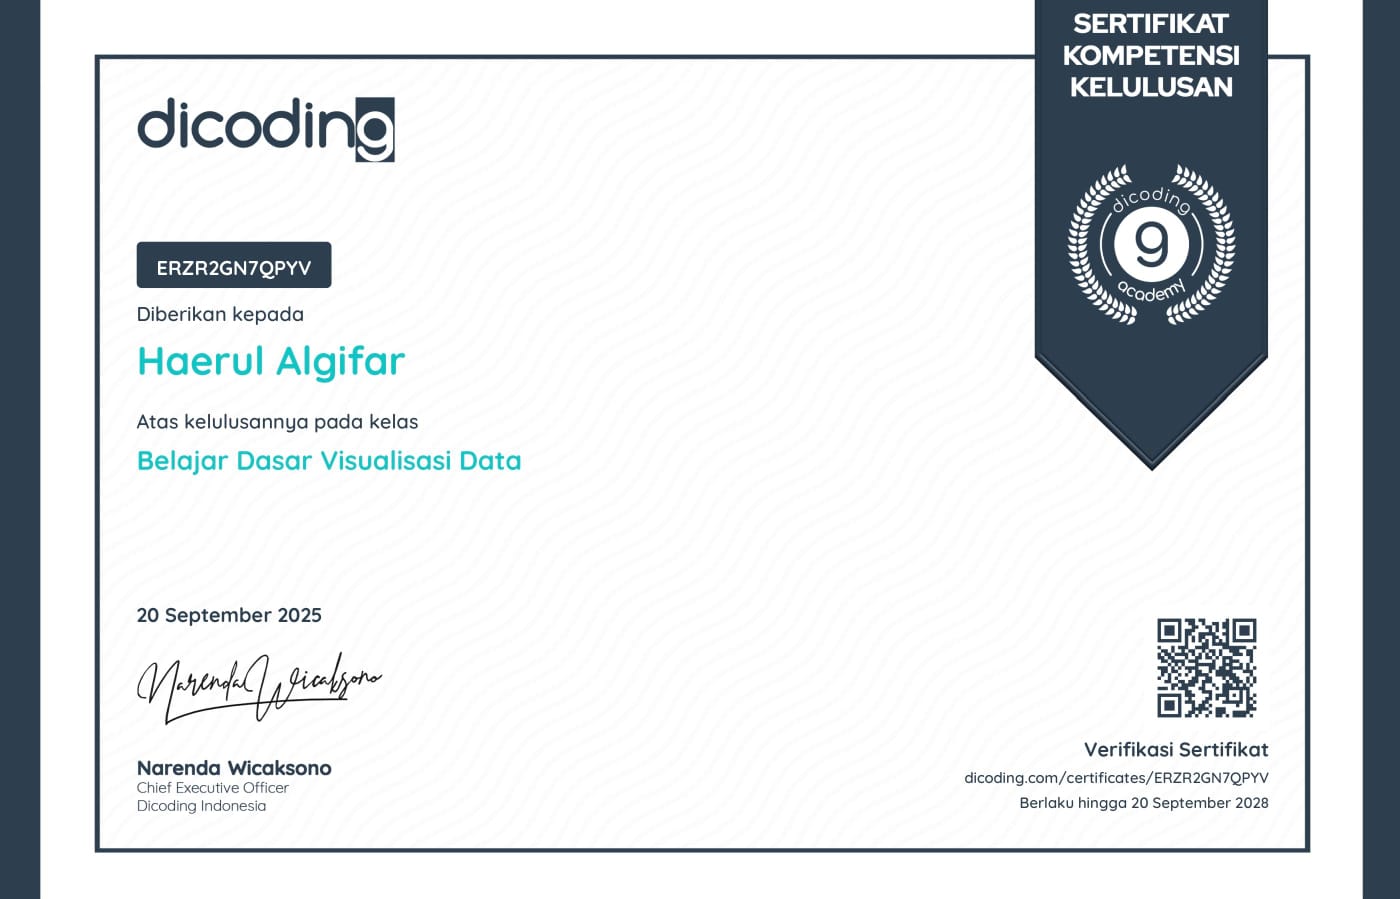 SERTIFIKAT
KOMPETENSI
KELULUSAN
dicoding
dicoding
9
academy
ERZR2GN7QPYV
Diberikan kepada
Haerul Algifar
Atas kelulusannya pada kelas
Belajar Dasar Visualisasi Data
20 September 2025
Narenda Wicaksono
Narenda Wicaksono
Chief Executive Officer
Dicoding Indonesia
Verifikasi Sertifikat
dicoding.com/certificates/ERZR2GN7QPYV
Berlaku hingga 20 September 2028